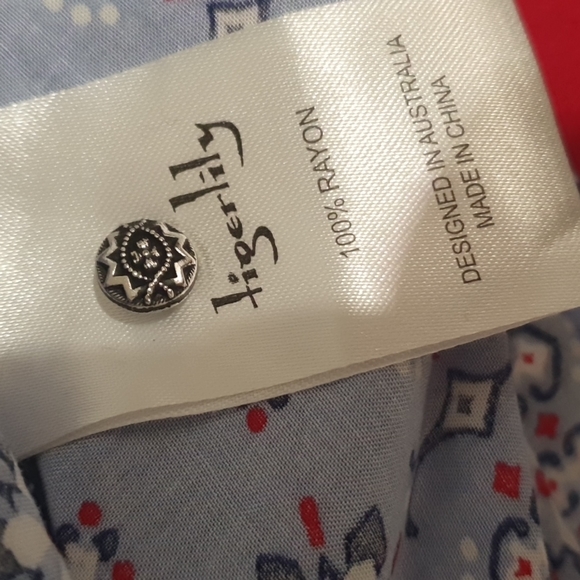 tigerlily
100% RAYON
DESIGNED IN AUSTRALIA
MADE IN CHINA